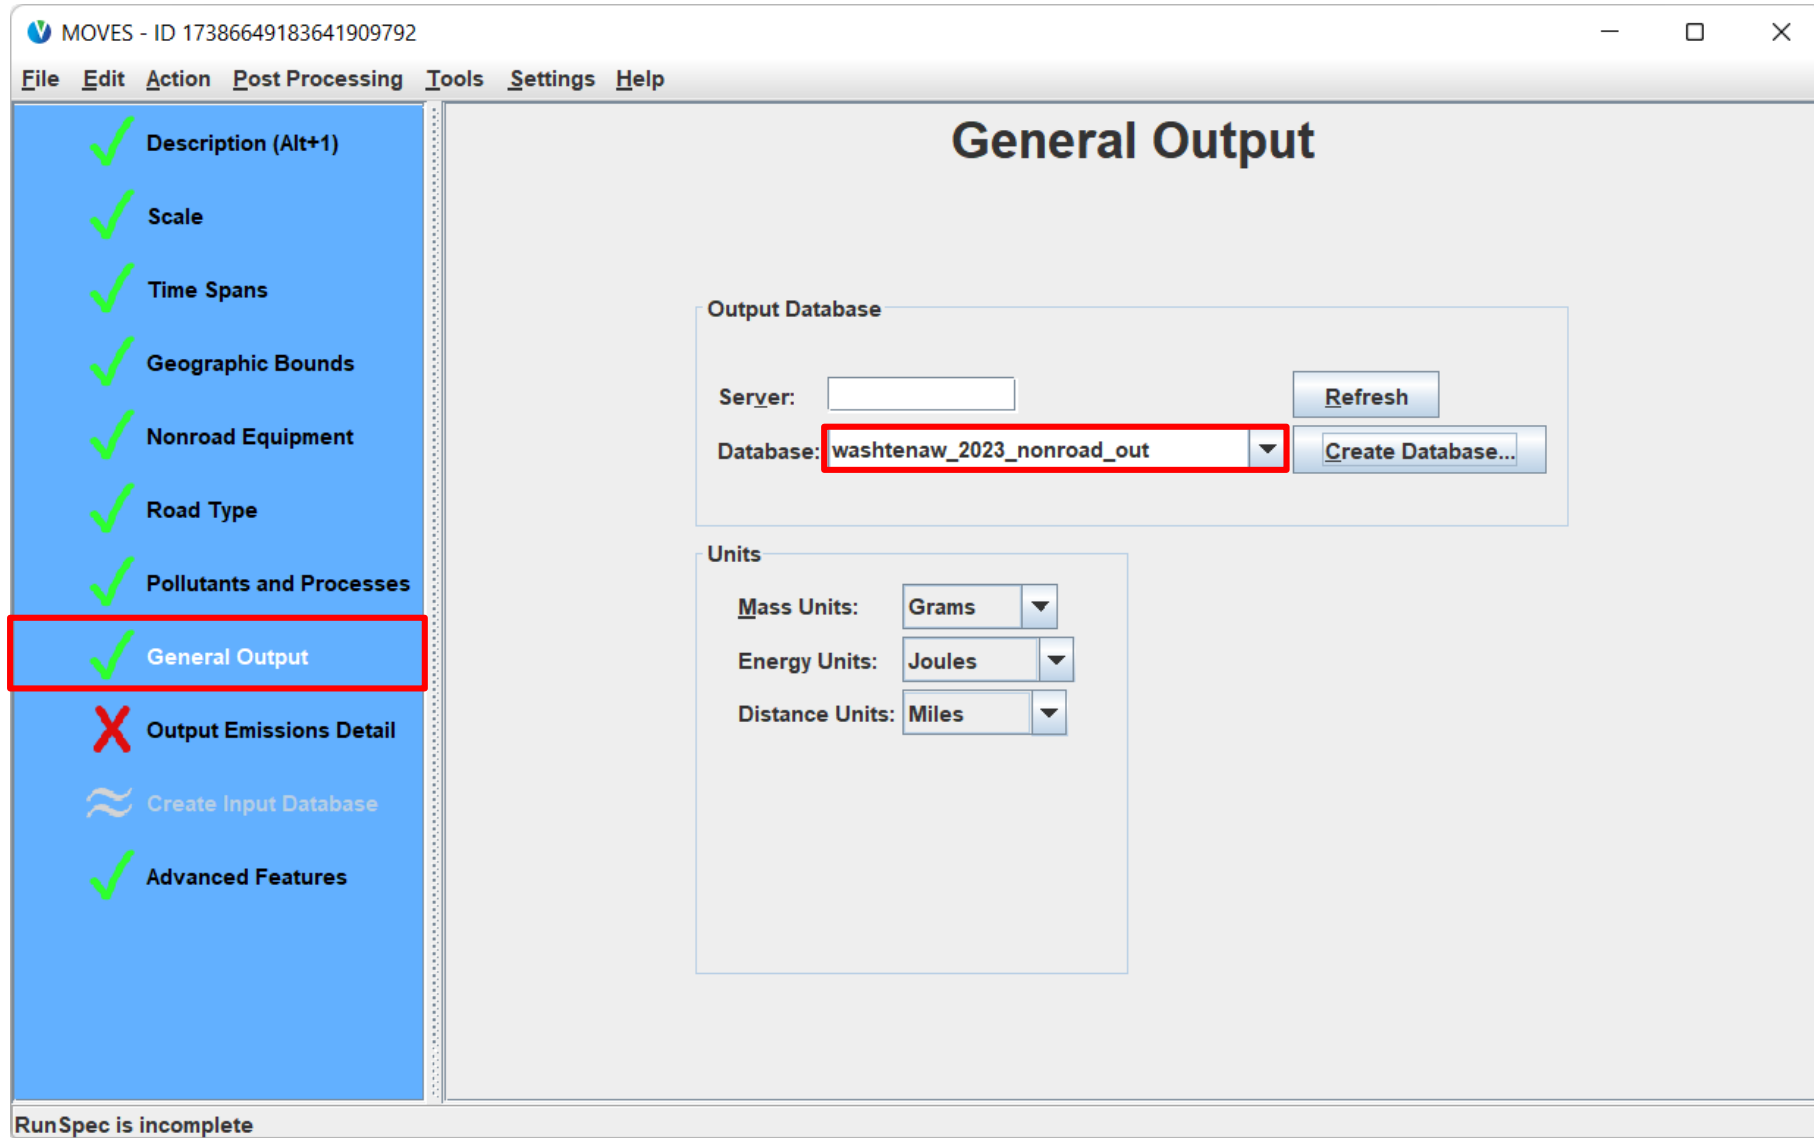 MOVES - ID 17386649183641909792
File Edit Action Post Processing Tools Settings Help
Description (Alt+1)
Scale
Time Spans
Geographic Bounds
Nonroad Equipment
Road Type
Pollutants and Processes
General Output
Output Emissions Detail
Create Input Database
Advanced Features
General Output
Output Database
Server:
Refresh
Database: washtenaw_2023_nonroad_out
Create Database...
Units
Mass Units: Grams
Energy Units: Joules
Distance Units: Miles
RunSpec is incomplete